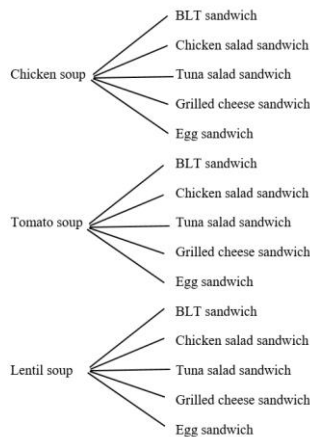 BLT sandwich
Chicken salad sandwich
Chicken soup
Tuna salad sandwich
Grilled cheese sandwich
Egg sandwich
BLT sandwich
Chicken salad sandwich
Tomato soup
Tuna salad sandwich
Grilled cheese sandwich
Egg sandwich
BLT sandwich
Chicken salad sandwich
Lentil soup
Tuna salad sandwich
Grilled cheese sandwich
Egg sandwich